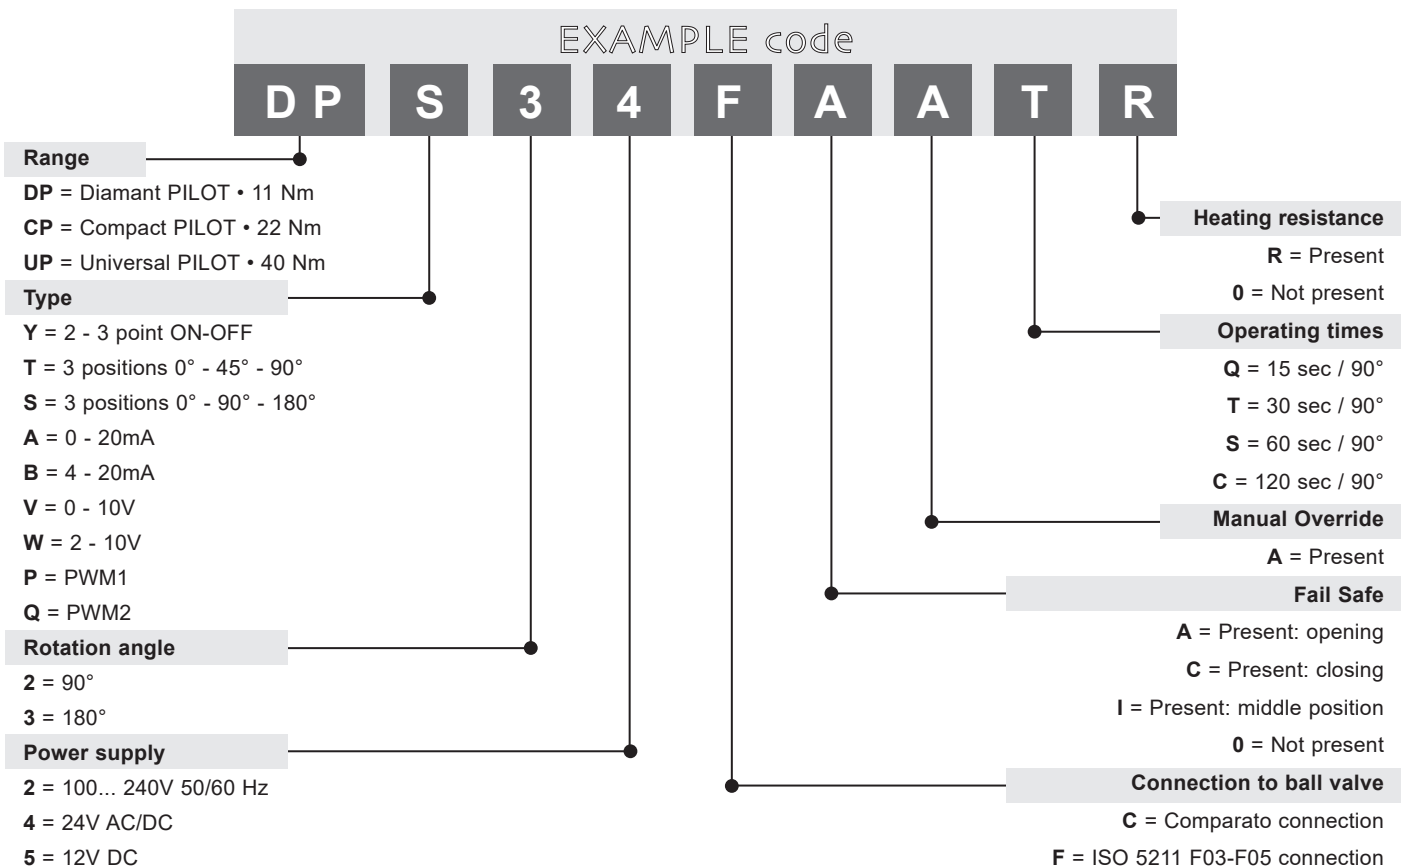 EXAMPLE code
DP S 3 4 F A A T R
Range
DP = Diamant PILOT • 11 Nm
CP = Compact PILOT • 22 Nm
UP = Universal PILOT • 40 Nm
Type
Y = 2 - 3 point ON-OFF
T = 3 positions 0° - 45° - 90°
S = 3 positions 0° - 90° - 180°
A = 0 - 20mA
B = 4 - 20mA
V = 0 - 10V
W = 2 - 10V
P = PWM1
Q = PWM2
Rotation angle
2 = 90°
3 = 180°
Power supply
2 = 100... 240V 50/60 Hz
4 = 24V AC/DC
5 = 12V DC
Heating resistance
R = Present
0 = Not present
Operating times
Q = 15 sec / 90°
T = 30 sec / 90°
S = 60 sec / 90°
C = 120 sec / 90°
Manual Override
A = Present
Fail Safe
A = Present: opening
C = Present: closing
I = Present: middle position
0 = Not present
Connection to ball valve
C = Comparato connection
F = ISO 5211 F03-F05 connection